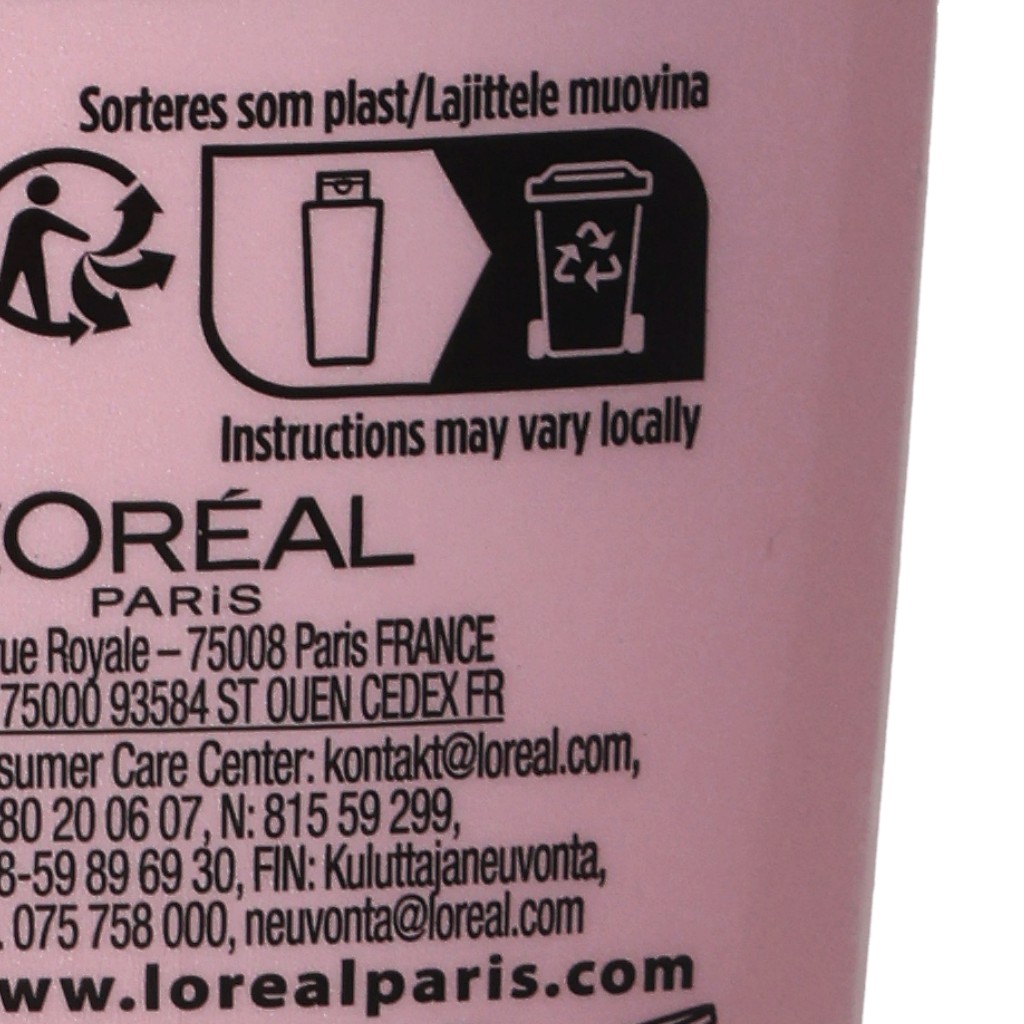 Sorteres som plast/Lajittele muovina
Instructions may vary locally
ORÉAL
PARiS
rue Royale – 75008 Paris FRANCE
75000 93584 ST OUEN CEDEX FR
sumer Care Center: kontakt@loreal.com,
80 20 06 07, N: 815 59 299,
8-59 89 69 30, FIN: Kuluttajaneuvonta,
. 075 758 000, neuvonta@loreal.com
ww.lorealparis.com